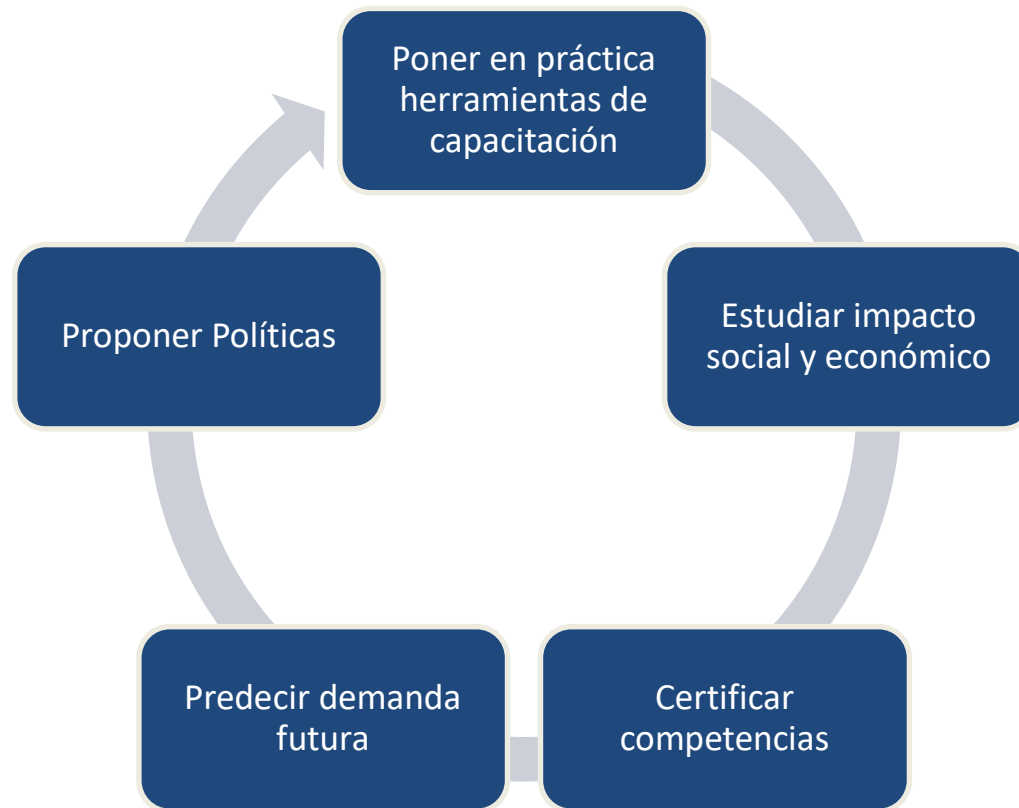 Poner en práctica
herramientas de
capacitación
Estudiar impacto
social y económico
Certificar
competencias
Predecir demanda
futura
Proponer Políticas